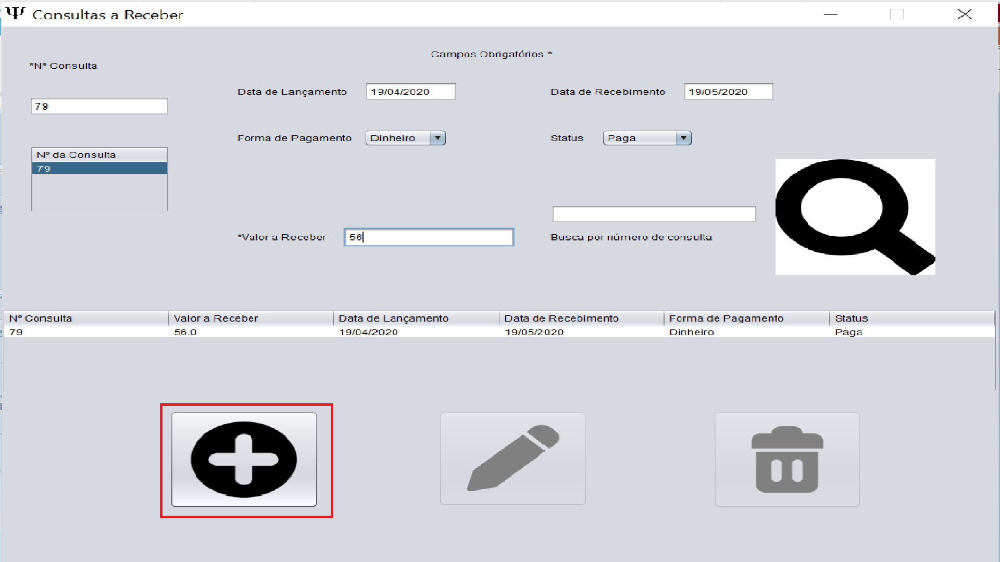 Ψ Consultas a Receber
Campos Obrigatórios *
*Nº Consulta
Data de Lançamento 19/04/2020 Data de Recebimento 19/05/2020
79
Forma de Pagamento Dinheiro Status Paga
Nº da Consulta
79
*Valor a Receber 56 Busca por número de consulta
Nº Consulta Valor a Receber Data de Lançamento Data de Recebimento Forma de Pagamento Status
79 56.0 19/04/2020 19/05/2020 Dinheiro Paga